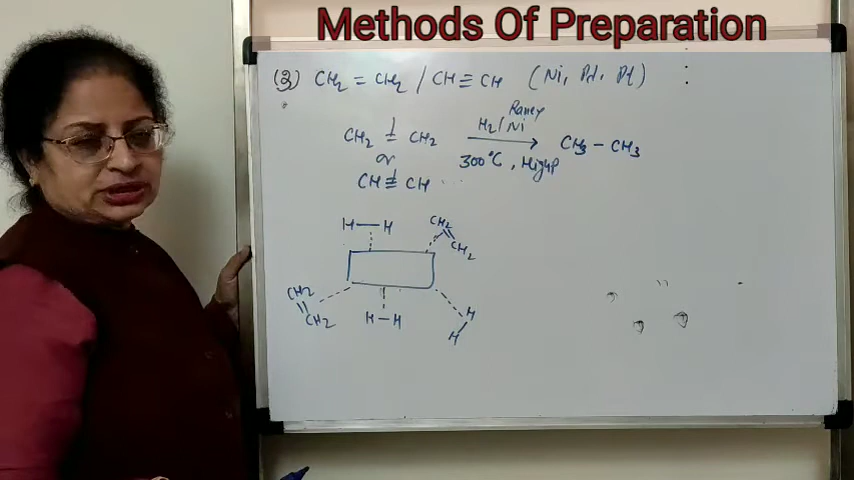 Methods Of Preparation
(2) CH2 = CH2 / CH ≡ CH (Ni, Pd, Pt)
Raney
CH2 = CH2 H2/Ni CH3 - CH3
or 300°C, High P
CH ≡ CH
H - H CH2
CH2
CH2
CH2 H - H H
H